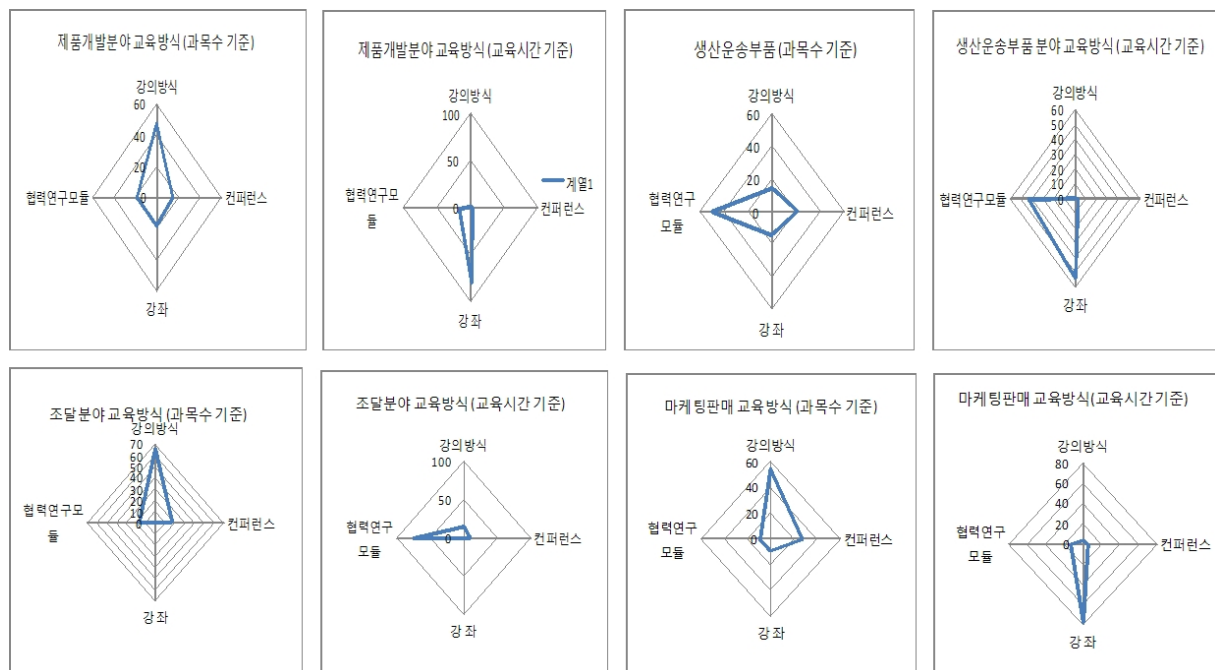 제품개발분야 교육방식(과목수 기준)
강의방식
60
40
20
0
협력연구모듈
컨퍼런스
강좌
제품개발분야 교육방식(교육시간 기준)
강의방식
100
50
0
협력연구모
듈
계열1
컨퍼런스
강좌
생산운송부품 (과목수 기준)
강의방식
60
40
20
0
협력연구
모듈
컨퍼런스
강좌
생산운송부품 분야 교육방식(교육시간 기준)
강의방식
60
50
40
30
20
10
0
협력연구모듈
컨퍼런스
강좌
조달분야 교육방식(과목수 기준)
강의방식
70
60
50
40
30
20
10
0
협력연구모
듈
컨퍼런스
강좌
조달분야 교육방식(교육시간 기준)
강의방식
100
50
0
협력연구
모듈
컨퍼런스
강좌
마케팅판매 교육방식 (과목수 기준)
강의방식
60
40
20
0
협력연구
모듈
컨퍼런스
강좌
마케팅판매 교육방식(교육시간 기준)
강의방식
80
60
40
20
0
협력연구
모듈
컨퍼런스
강좌